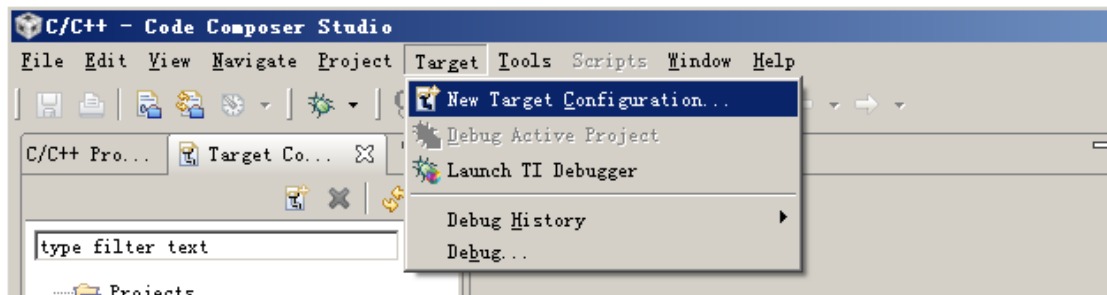 C/C++ - Code Composer Studio
File Edit View Navigate Project Target Tools Scripts Window Help
New Target Configuration...
Debug Active Project
C/C++ Pro... Target Co...
Launch TI Debugger
Debug History
type filter text
Debug...
Projects